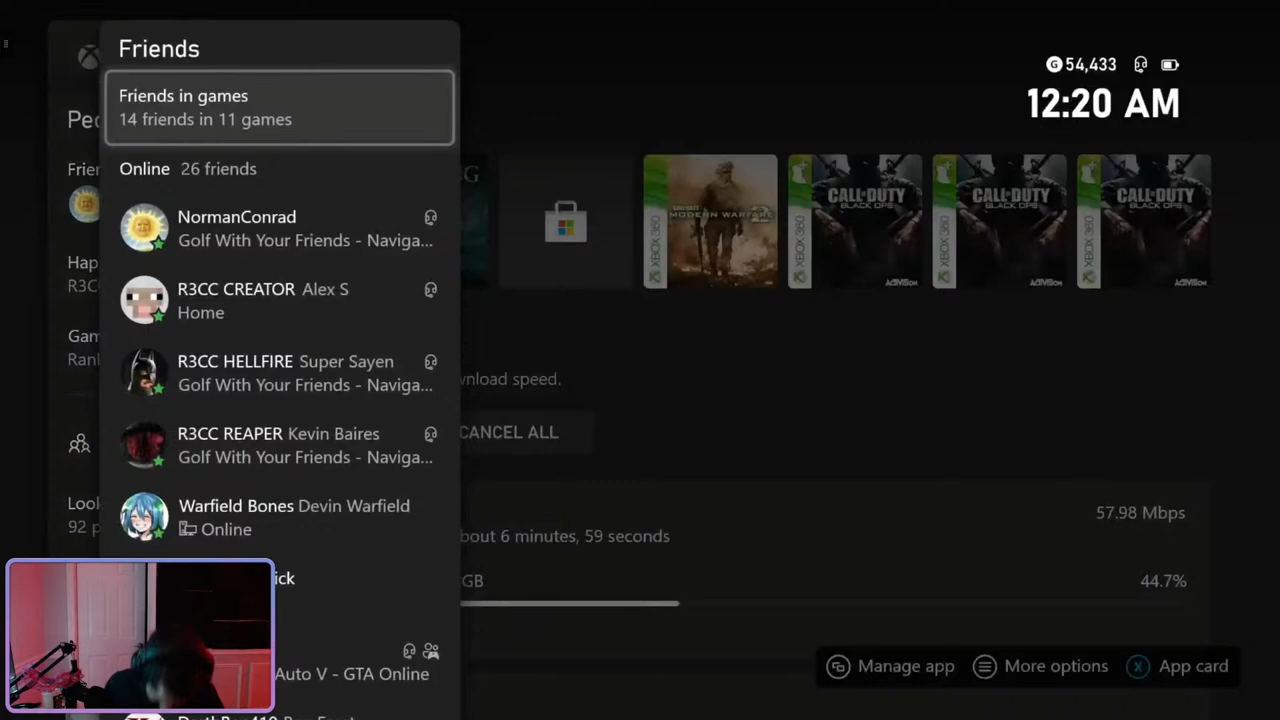 Friends
Friends in games
14 friends in 11 games
Online 26 friends
NormanConrad
Golf With Your Friends - Naviga...
R3CC CREATOR Alex S
Home
R3CC HELLFIRE Super Sayen
Golf With Your Friends - Naviga...
R3CC REAPER Kevin Baires
Golf With Your Friends - Naviga...
Warfield Bones Devin Warfield
Online
ick
Auto V - GTA Online
Peo
Frien
Hap
R3C
Gam
Rank
Look
92 p
G 54,433
12:20 AM
G
XBOX 360
MODERN WARFARE 2
XBOX 360
CALL OF DUTY
BLACK OPS
ACTIVISION
XBOX 360
CALL OF DUTY
BLACK OPS
ACTIVISION
XBOX 360
CALL OF DUTY
BLACK OPS
ACTIVISION
wnload speed.
CANCEL ALL
57.98 Mbps
bout 6 minutes, 59 seconds
GB
44.7%
Manage app
More options
X App card